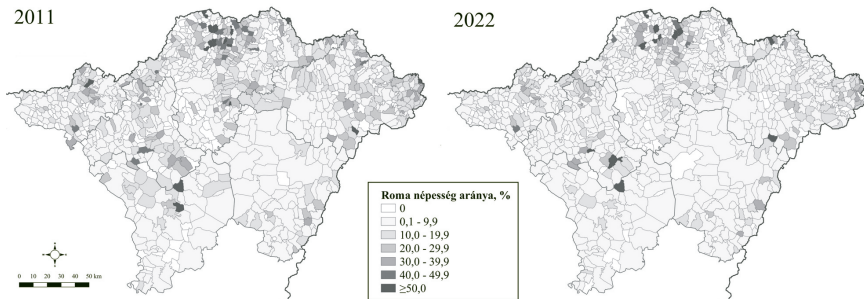 2011
2022
Roma népesség aránya, %
0
0,1 - 9,9
10,0 - 19,9
20,0 - 29,9
30,0 - 39,9
40,0 - 49,9
≥50,0
0 10 20 30 40 50 km